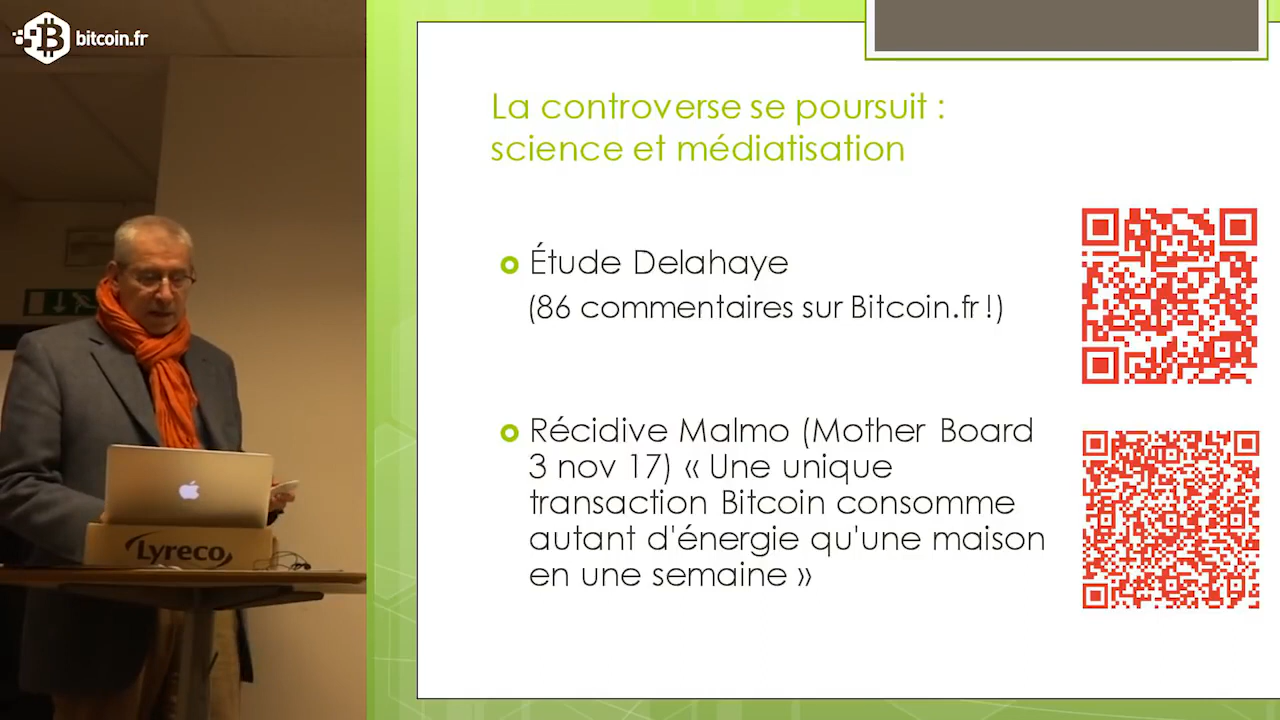 bitcoin.fr
La controverse se poursuit :
science et médiatisation
Étude Delahaye
(86 commentaires sur Bitcoin.fr !)
Récidive Malmo (Mother Board
3 nov 17) « Une unique
transaction Bitcoin consomme
autant d'énergie qu'une maison
en une semaine »
Lyreco